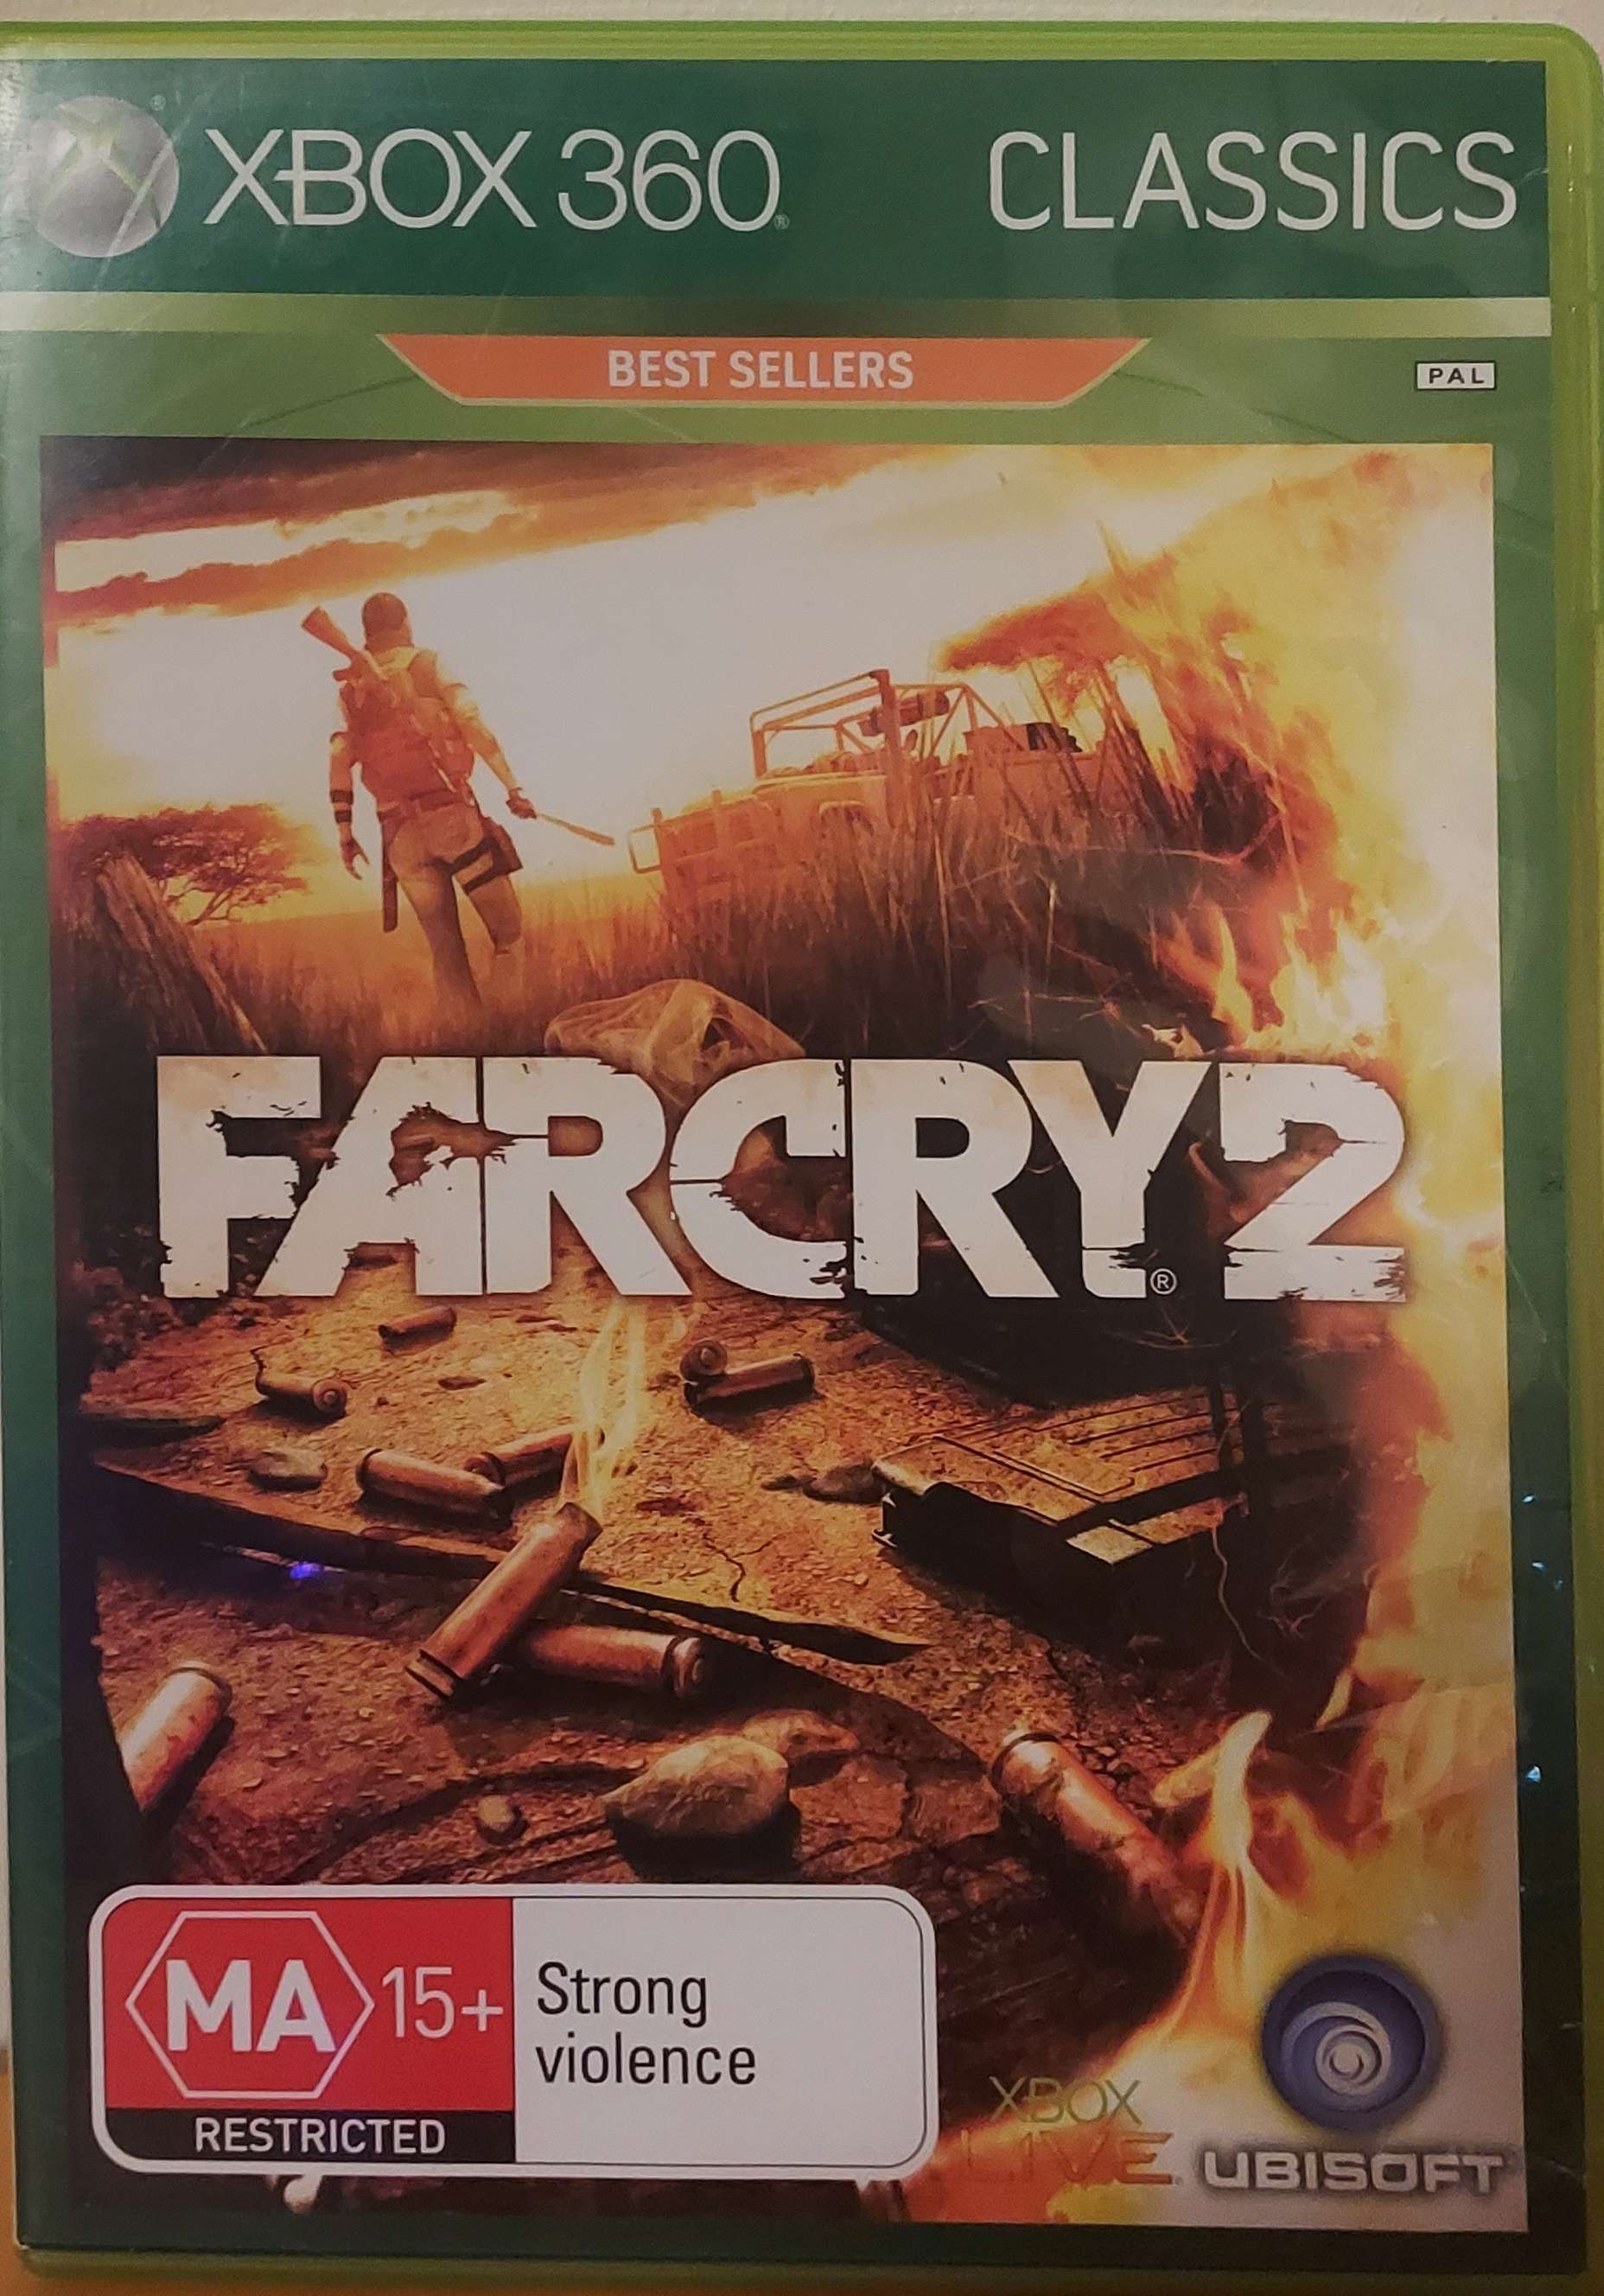 XBOX 360 CLASSICS
BEST SELLERS
PAL
FARCRY 2
MA 15+
RESTRICTED
Strong
violence
XBOX
LIVE
UBISOFT